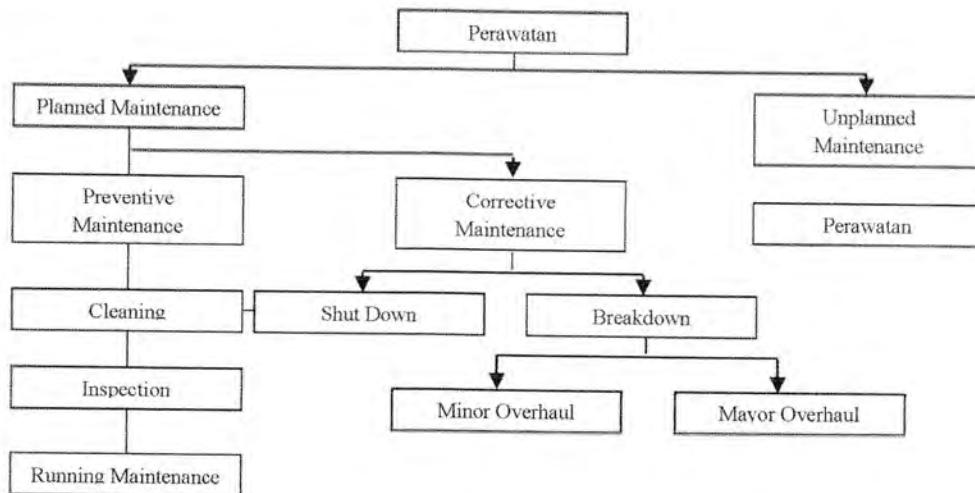 Perawatan
Planned Maintenance
Unplanned
Maintenance
Preventive
Maintenance
Corrective
Maintenance
Perawatan
Cleaning
Shut Down
Breakdown
Inspection
Minor Overhaul
Mayor Overhaul
Running Maintenance